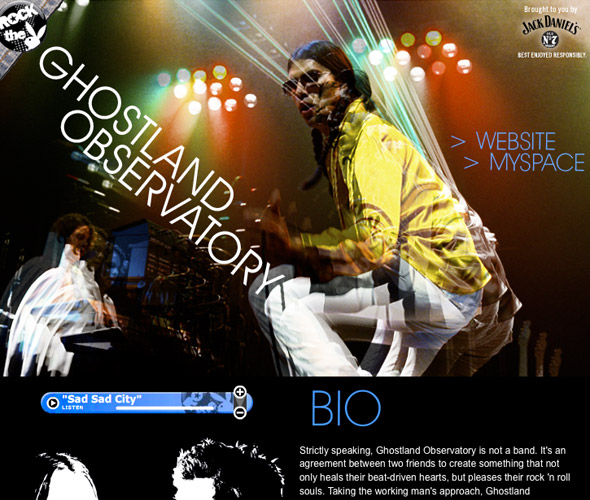 ROCK
the
Brought to you by
JACK DANIEL'S
OLD
No.7
BEST ENJOYED RESPONSIBLY.
GHOSTLAND
OBSERVATORY
> WEBSITE
> MYSPACE
"Sad Sad City"
LISTEN
BIO
Strictly speaking, Ghostland Observatory is not a band. It's an
agreement between two friends to create something that not
only heals their beat-driven hearts, but pleases their rock 'n roll
souls. Taking the working man's approach, Ghostland